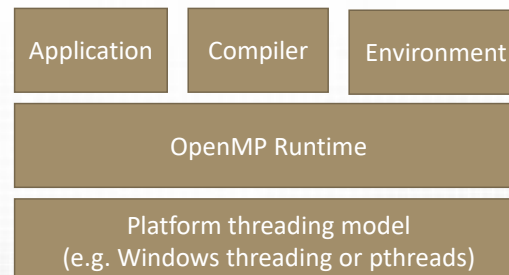 Application
Compiler
Environment
OpenMP Runtime
Platform threading model
(e.g. Windows threading or pthreads)